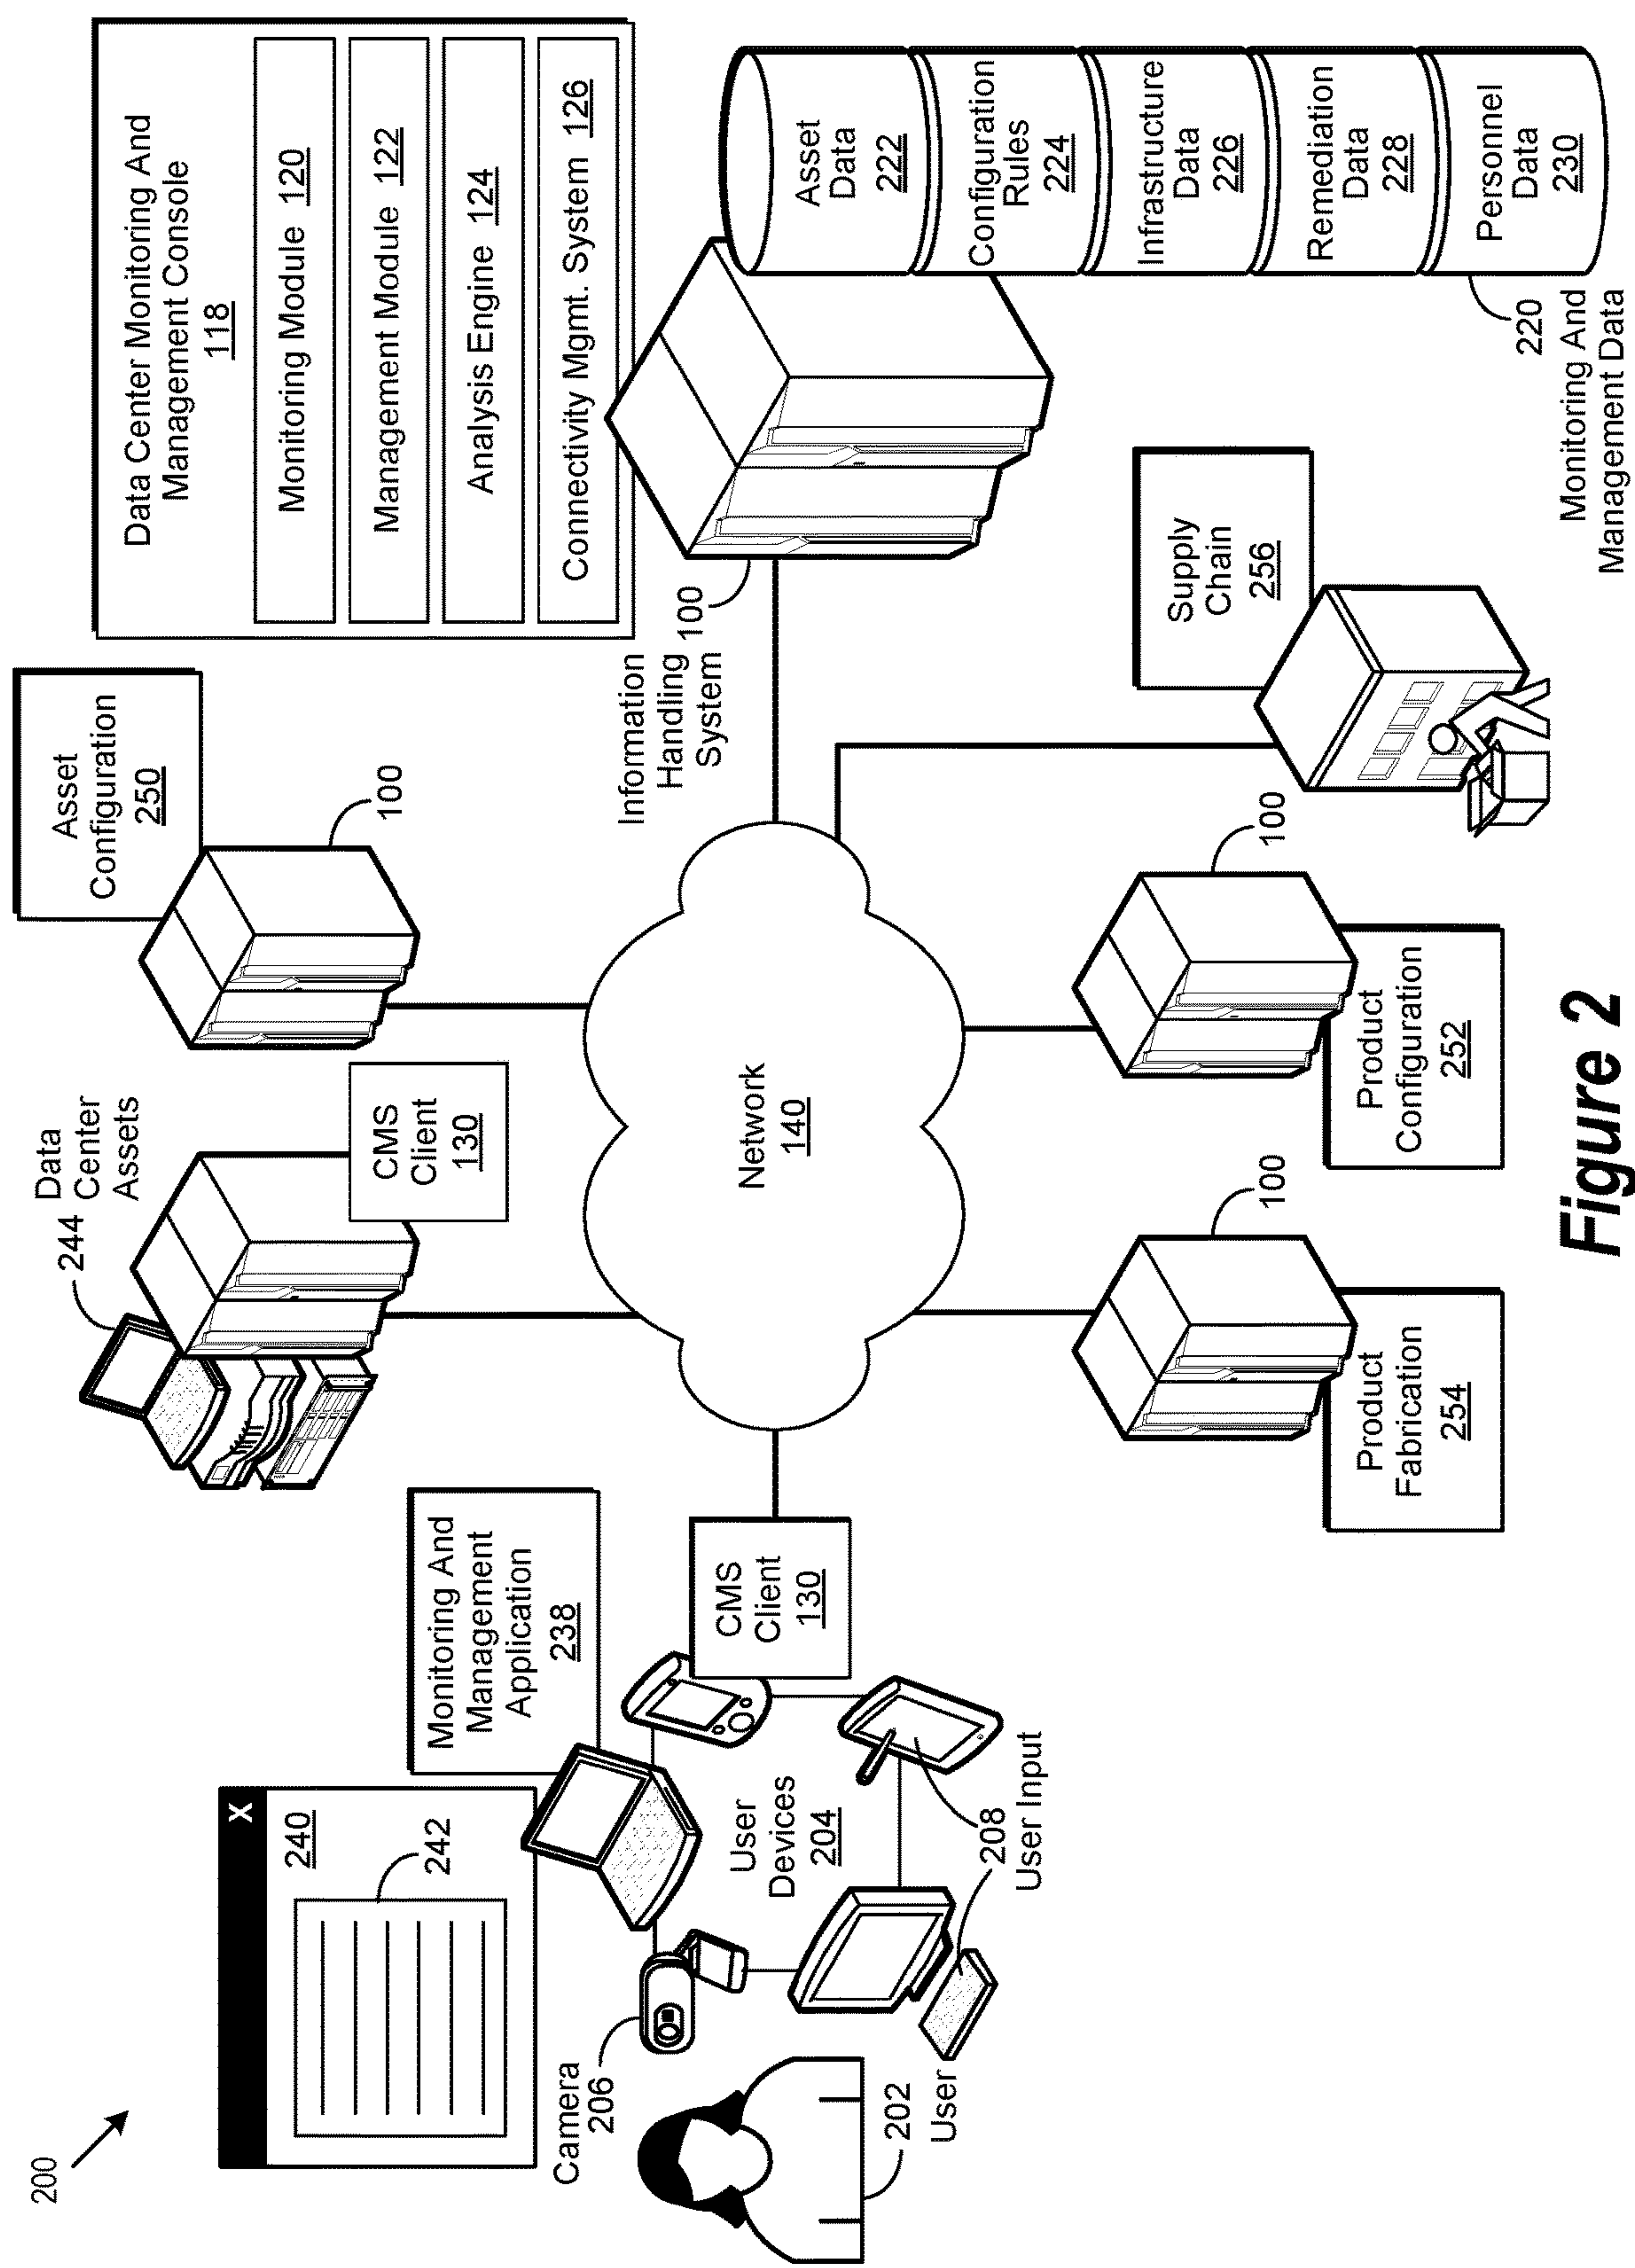 200
240
242
X
Monitoring And
Management
Application
238
244
Data
Center
Assets
CMS
Client
130
Asset
Configuration
250
100
Data Center Monitoring And
Management Console
118
Monitoring Module 120
Management Module 122
Analysis Engine 124
Connectivity Mgmt. System 126
Camera
206
User
Devices
204
CMS
Client
130
Network
140
Information
Handling
System
100
Asset
Data
222
Configuration
Rules
224
Infrastructure
Data
226
Remediation
Data
228
Personnel
Data
230
202
User
208
User Input
100
Product
Fabrication
254
100
Product
Configuration
252
Supply
Chain
256
220
Monitoring And
Management Data
Figure 2